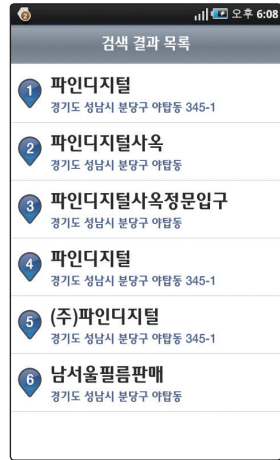 오후 6:08
검색 결과 목록
1 파인디지털
경기도 성남시 분당구 야탑동 345-1
2 파인디지털사옥
경기도 성남시 분당구 야탑동
3 파인디지털사옥정문입구
경기도 성남시 분당구 야탑동
4 파인디지털
경기도 성남시 분당구 야탑동 345-1
5 (주)파인디지털
경기도 성남시 분당구 야탑동 345-1
6 남서울필름판매
경기도 성남시 분당구 야탑동